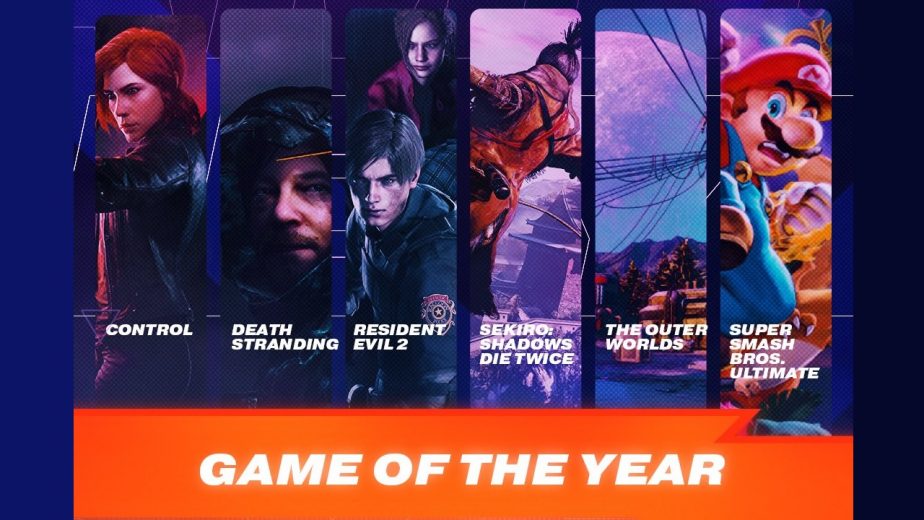 CONTROL
DEATH
STRANDING
RESIDENT
EVIL 2
SEKIRO:
SHADOWS
DIE TWICE
THE OUTER
WORLDS
SUPER
SMASH
BROS.
ULTIMATE
GAME OF THE YEAR